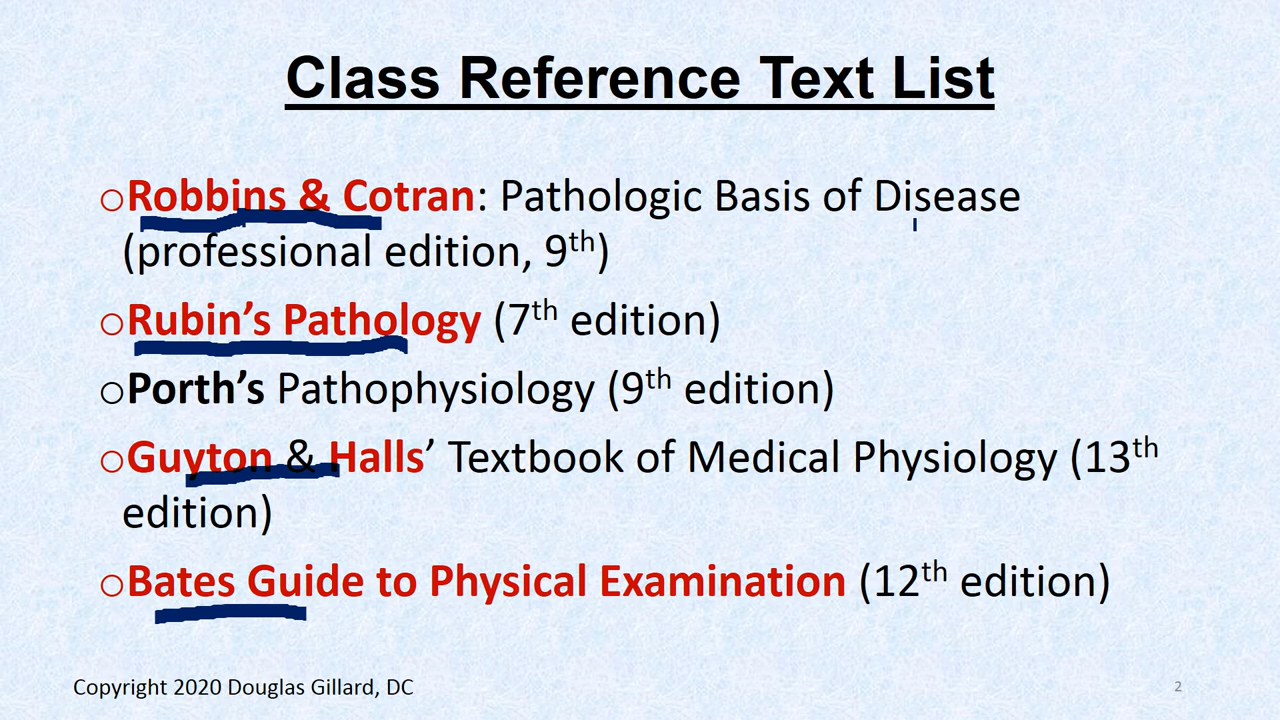 Class Reference Text List
○Robbins & Cotran: Pathologic Basis of Disease
(professional edition, 9th)
○Rubin’s Pathology (7th edition)
○Porth’s Pathophysiology (9th edition)
○Guyton & Halls’ Textbook of Medical Physiology (13th
edition)
○Bates Guide to Physical Examination (12th edition)
Copyright 2020 Douglas Gillard, DC
2